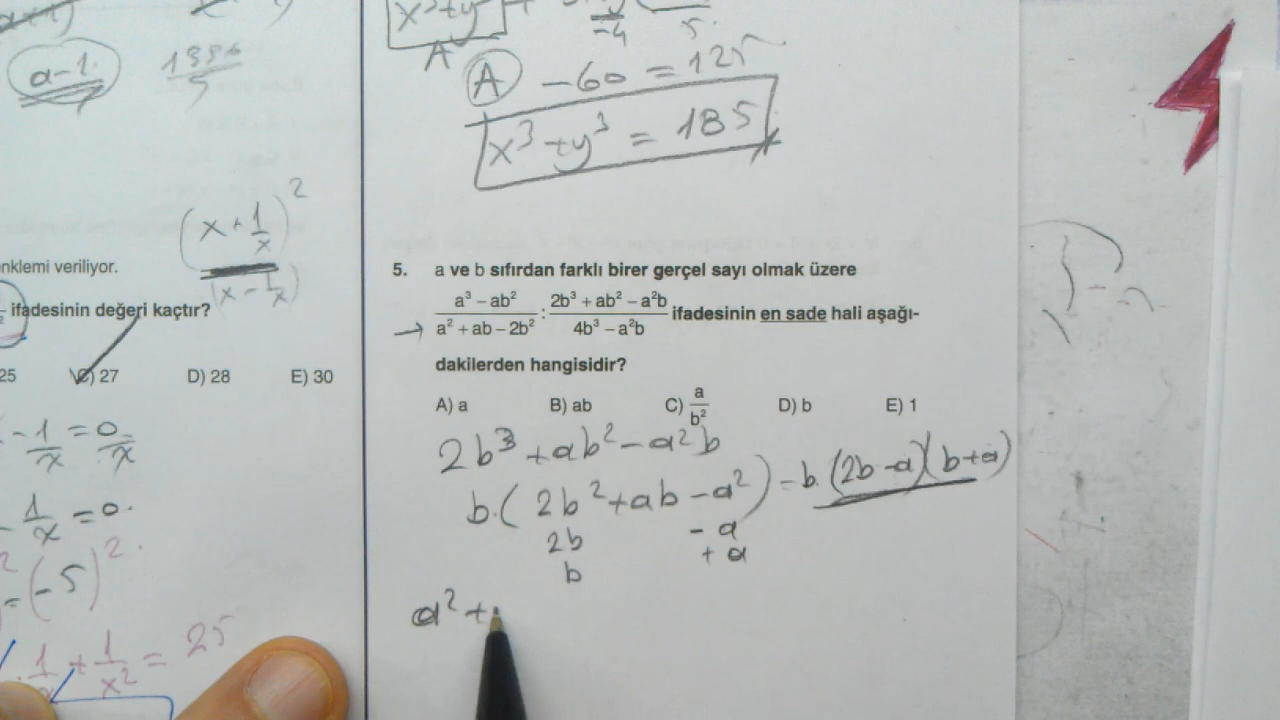 a-1
1396/5
(x+1/x)²
(x-1/x)
nklemi veriliyor.
ifadesinin değeri kaçtır?
25 C) 27 D) 28 E) 30
-1/x = 0/x
-1/x = 0.
= (-5)²
1/x + 1/x² = 25
x³+y³
A
-4
5
A -60 = 125
x³+y³ = 185
5. a ve b sıfırdan farklı birer gerçel sayı olmak üzere
(a³ - ab²)/(a² + ab - 2b²) : (2b³ + ab² - a²b)/(4b³ - a²b) ifadesinin en sade hali aşağı-
dakilerden hangisidir?
A) a B) ab C) a/b² D) b E) 1
2b³ +ab² - a²b
b.( 2b² +ab -a² ) = b. (2b -a)(b+a)
2b -a
b +a
a² +